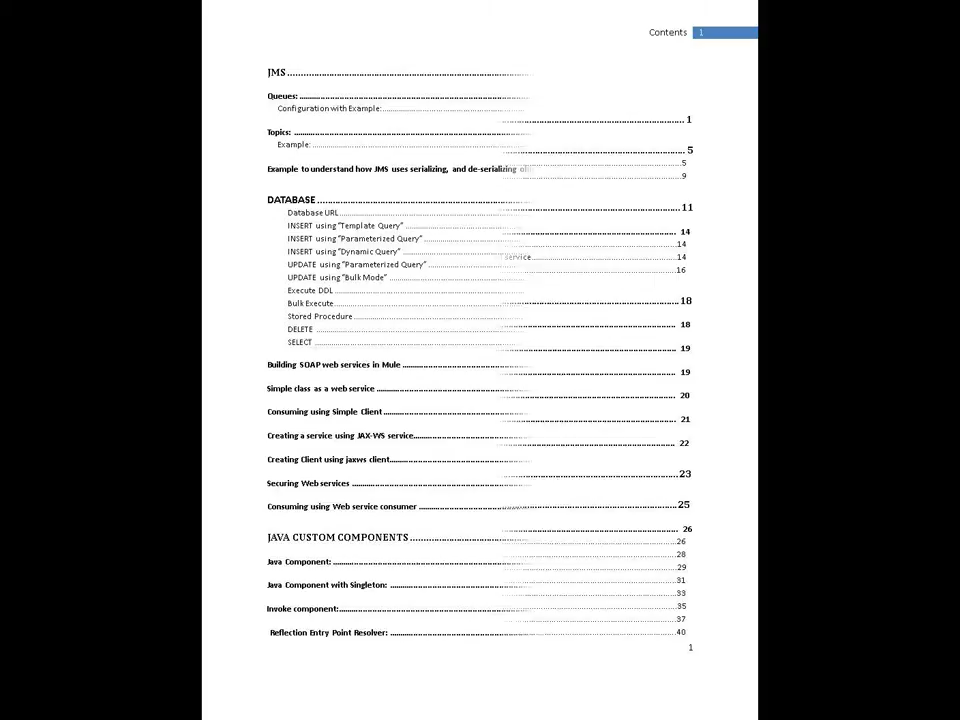 Contents 1
JMS
Queues:
Configuration with Example:
1
Topics:
Example:
5
5
Example to understand how JMS uses serializing, and de-serializing
9
DATABASE
11
Database URL
INSERT using "Template Query"
14
INSERT using "Parameterized Query"
14
INSERT using "Dynamic Query"
service 14
UPDATE using "Parameterized Query"
16
UPDATE using "Bulk Mode"
Execute DDL
Bulk Execute
18
Stored Procedure
18
DELETE
SELECT
19
Building SOAP web services in Mule
19
Simple class as a web service
20
Consuming using Simple Client
21
Creating a service using JAX-WS service
22
Creating Client using jaxws client
23
Securing Web services
25
Consuming using Web service consumer
26
JAVA CUSTOM COMPONENTS
26
28
Java Component:
29
31
Java Component with Singleton:
33
35
Invoke component:
37
Reflection Entry Point Resolver: 40
1